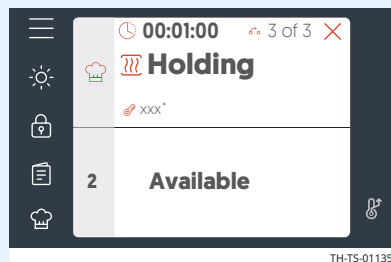 00:01:00 3 of 3
Holding
xxx°
2 Available
TH-TS-01135